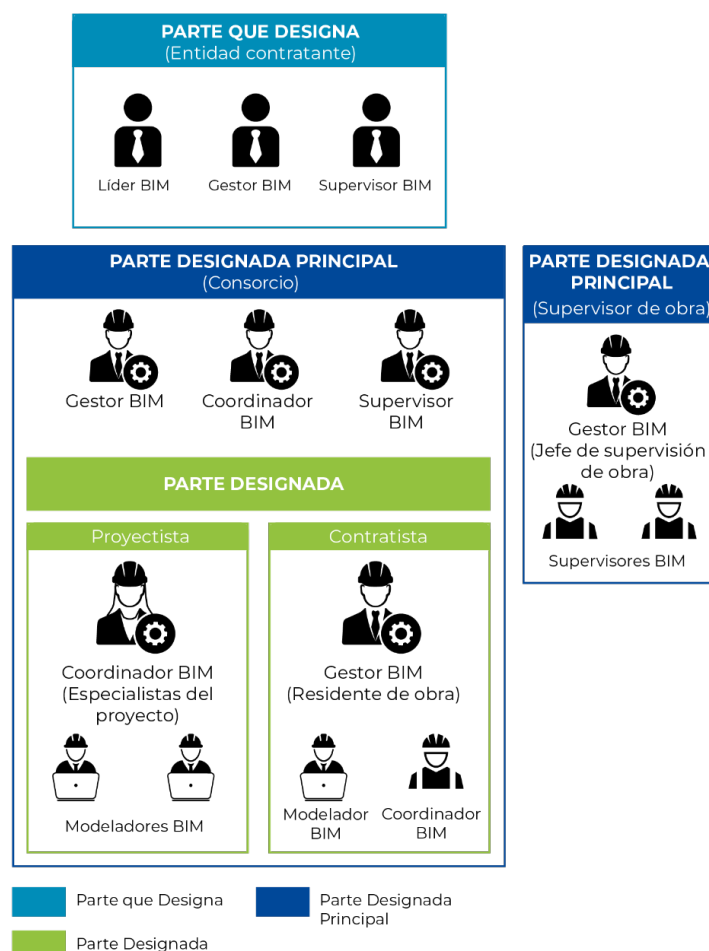 PARTE QUE DESIGNA
(Entidad contratante)
Líder BIM
Gestor BIM
Supervisor BIM
PARTE DESIGNADA PRINCIPAL
(Consorcio)
Gestor BIM
Coordinador
BIM
Supervisor
BIM
PARTE DESIGNADA
Proyectista
Coordinador BIM
(Especialistas del
proyecto)
Modeladores BIM
Contratista
Gestor BIM
(Residente de obra)
Modelador
BIM
Coordinador
BIM
PARTE DESIGNADA
PRINCIPAL
(Supervisor de obra)
Gestor BIM
(Jefe de supervisión
de obra)
Supervisores BIM
Parte que Designa
Parte Designada
Principal
Parte Designada